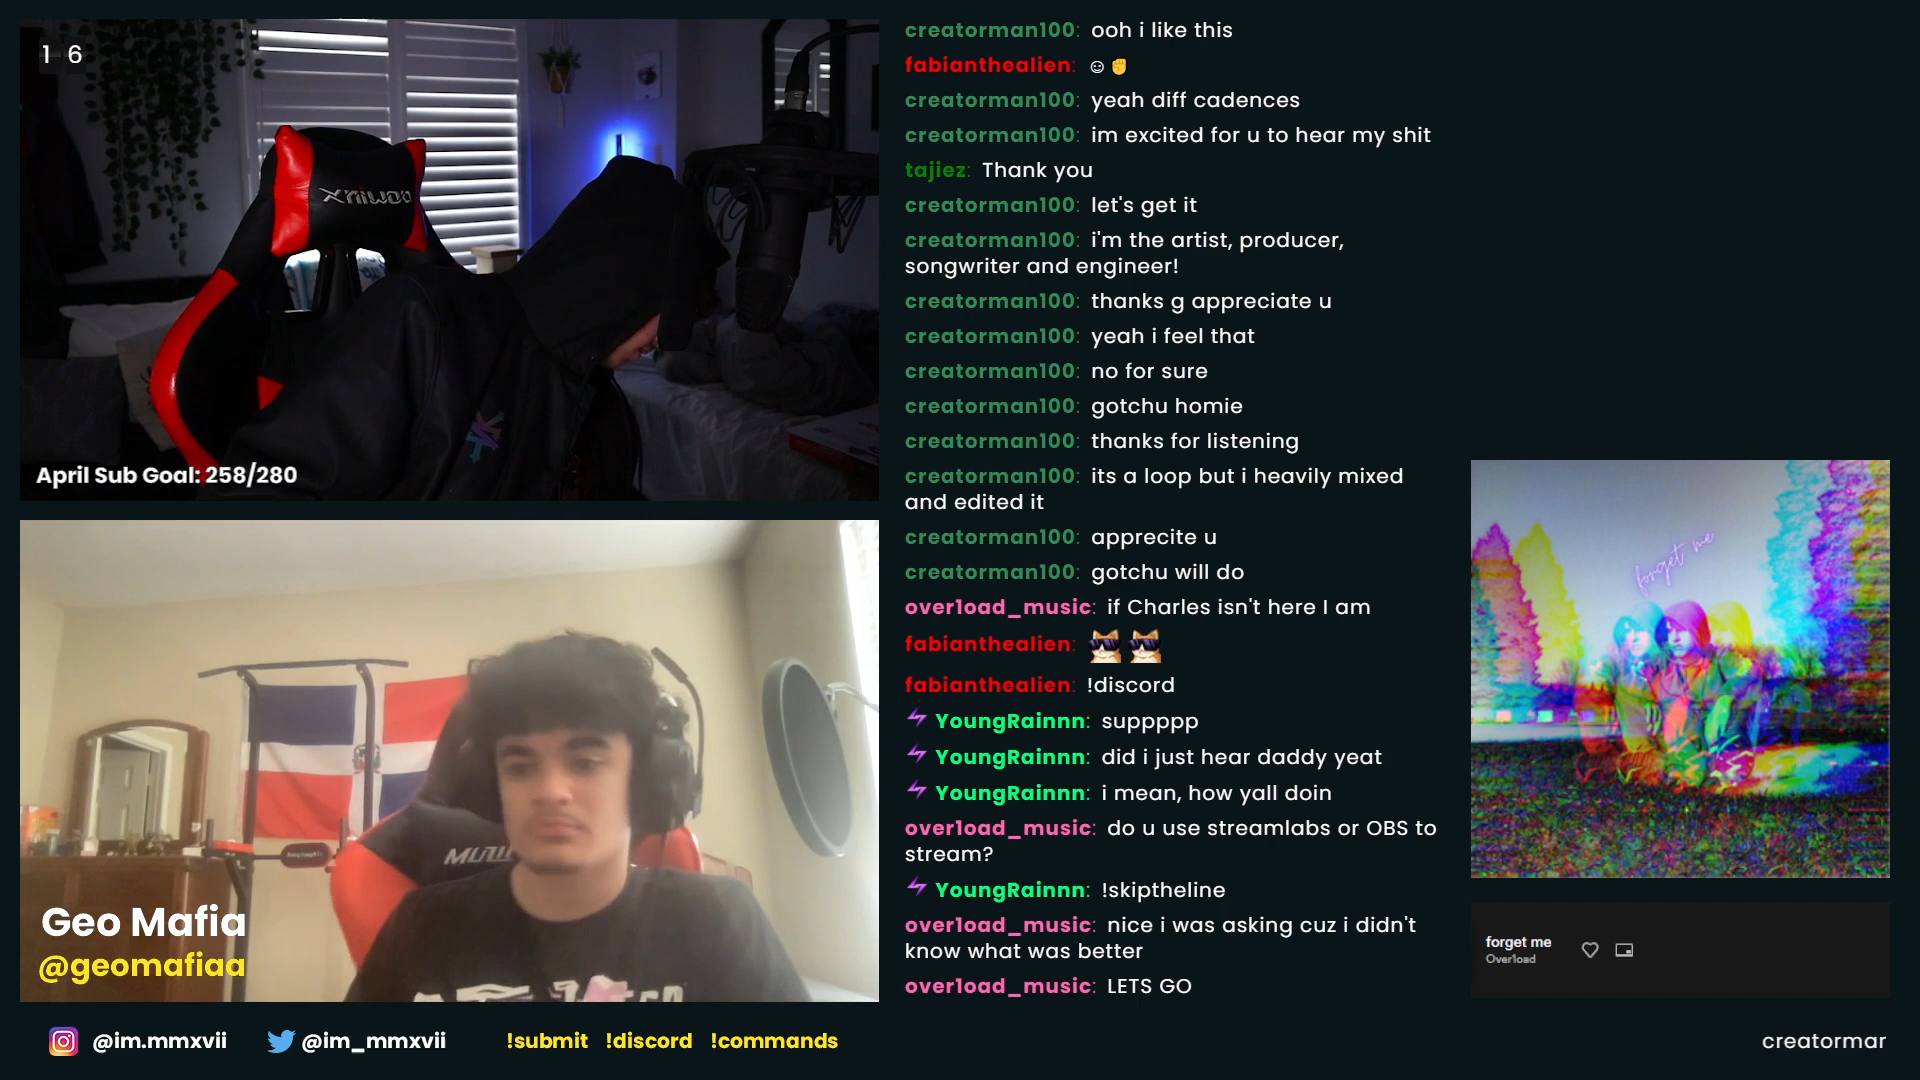 1 6
April Sub Goal: 258/280
Geo Mafia
@geomafiaa
@im.mmxvii
@im_mmxvii
!submit !discord !commands
creatorman100: ooh i like this
fabianthealien: ☺✊
creatorman100: yeah diff cadences
creatorman100: im excited for u to hear my shit
tajiez: Thank you
creatorman100: let's get it
creatorman100: i'm the artist, producer,
songwriter and engineer!
creatorman100: thanks g appreciate u
creatorman100: yeah i feel that
creatorman100: no for sure
creatorman100: gotchu homie
creatorman100: thanks for listening
creatorman100: its a loop but i heavily mixed
and edited it
creatorman100: apprecite u
creatorman100: gotchu will do
over1oad_music: if Charles isn't here I am
fabianthealien:
fabianthealien: !discord
YoungRainnn: suppppp
YoungRainnn: did i just hear daddy yeat
YoungRainnn: i mean, how yall doin
over1oad_music: do u use streamlabs or OBS to
stream?
YoungRainnn: !skiptheline
over1oad_music: nice i was asking cuz i didn't
know what was better
over1oad_music: LETS GO
forget me
forget me
Over1oad
creatormar